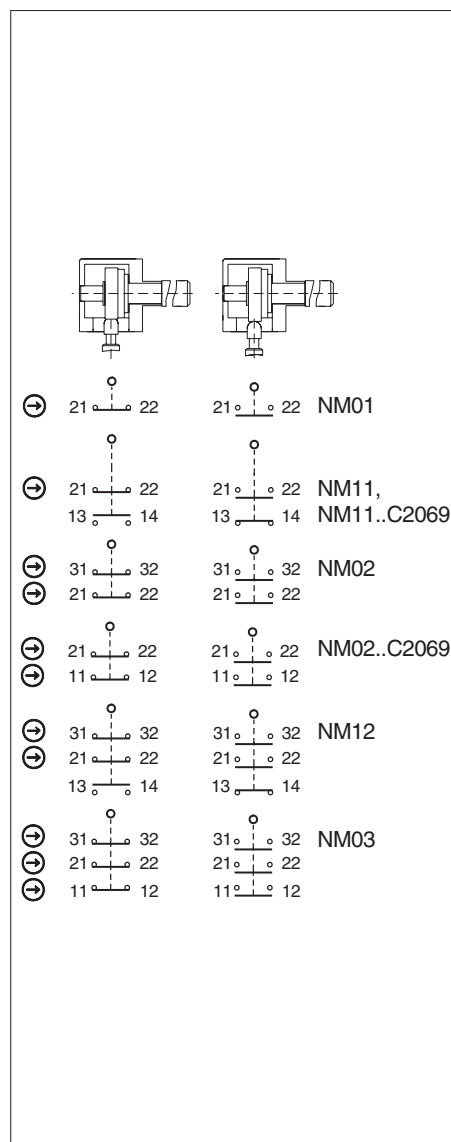 21 22 21 22 NM01
21 22 21 22 NM11,
13 14 13 14 NM11..C2069
31 32 31 32 NM02
21 22 21 22
21 22 21 22 NM02..C2069
11 12 11 12
31 32 31 32 NM12
21 22 21 22
13 14 13 14
31 32 31 32 NM03
21 22 21 22
11 12 11 12